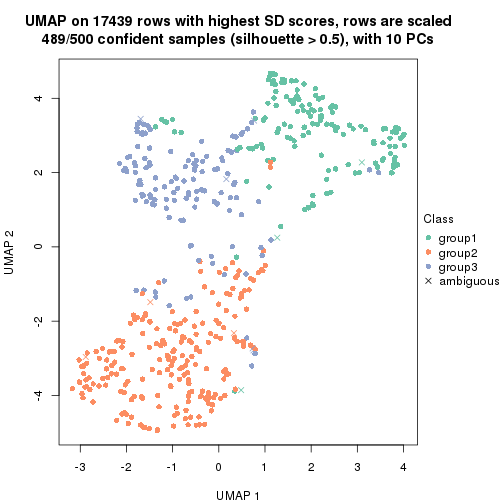 UMAP on 17439 rows with highest SD scores, rows are scaled
489/500 confident samples (silhouette > 0.5), with 10 PCs
4
2
0
-2
-4
UMAP 2
-3
-2
-1
0
1
2
3
4
UMAP 1
Class
group1
group2
group3
ambiguous